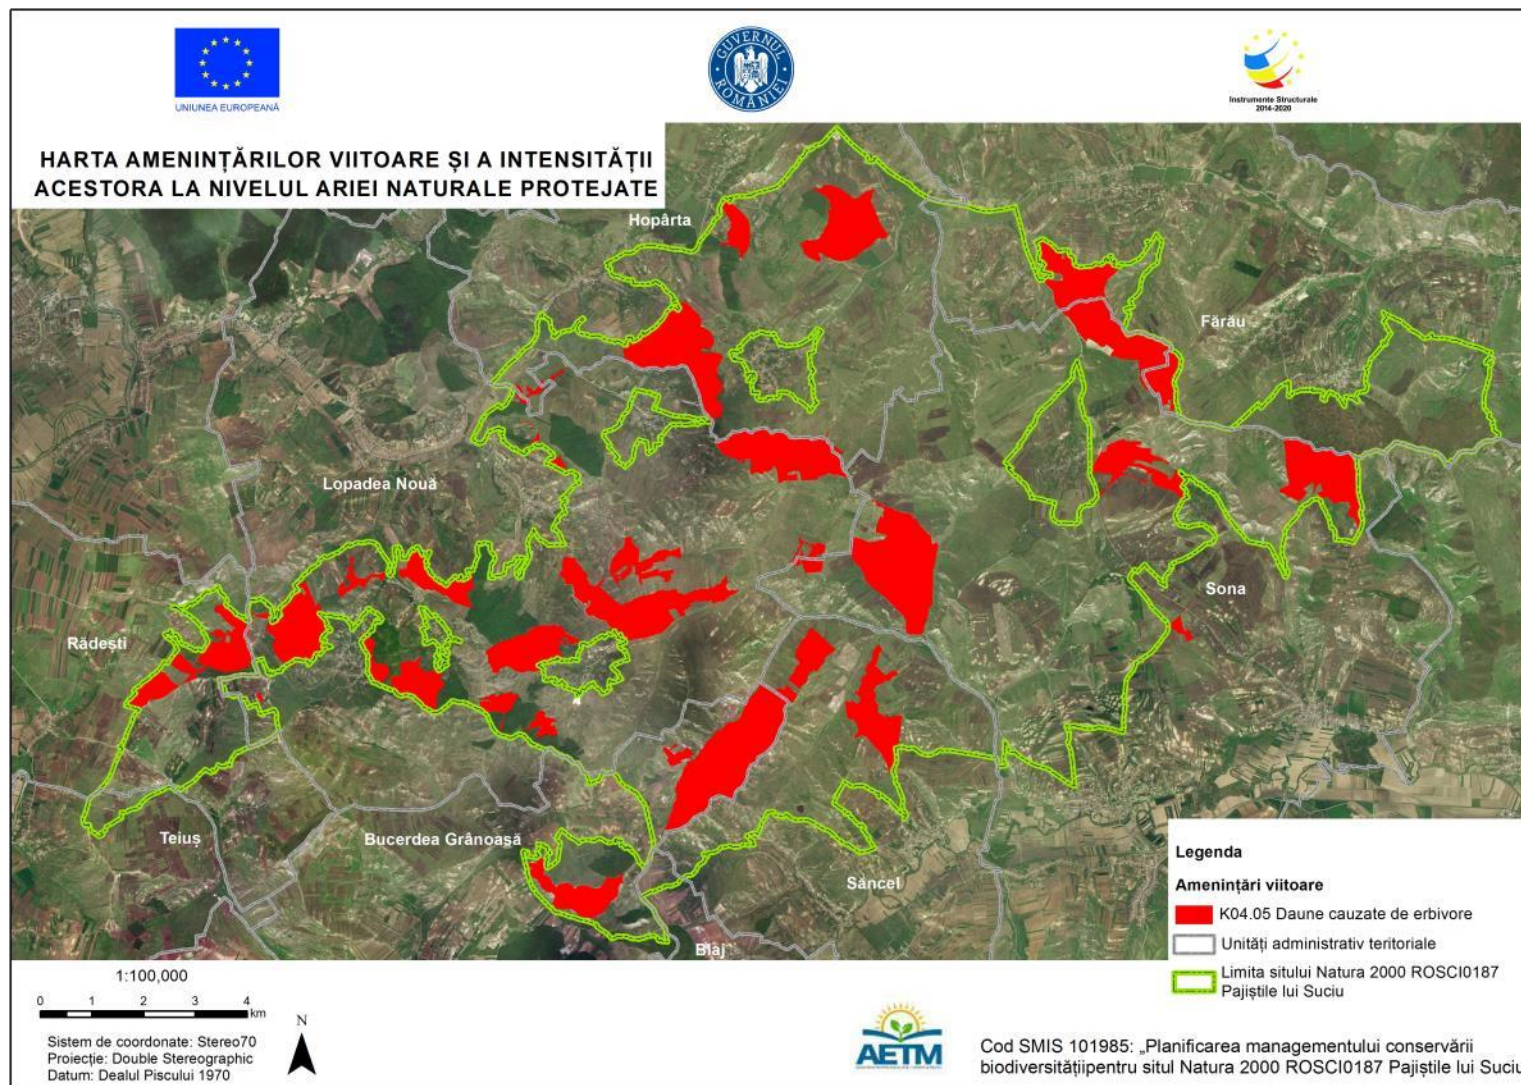 UNIUNEA EUROPEANĂ
GUVERNUL ROMÂNIEI
Instrumente Structurale
2014-2020
HARTA AMENINȚĂRILOR VIITOARE ȘI A INTENSITĂȚII
ACESTORA LA NIVELUL ARIEI NATURALE PROTEJATE
Hopârta
Fărău
Lopadea Nouă
Sona
Rădești
Teiuș
Bucerdea Grânoașă
Săncel
Blaj
Legenda
Amenințări viitoare
K04.05 Daune cauzate de erbivore
Unități administrativ teritoriale
Limita sitului Natura 2000 ROSCI0187
Pajiștile lui Suciu
1:100,000
0 1 2 3 4
km
N
Sistem de coordonate: Stereo70
Proiecție: Double Stereographic
Datum: Dealul Piscului 1970
AETM
Cod SMIS 101985: „Planificarea managementului conservării
biodiversitățiipentru situl Natura 2000 ROSCI0187 Pajiștile lui Suciu